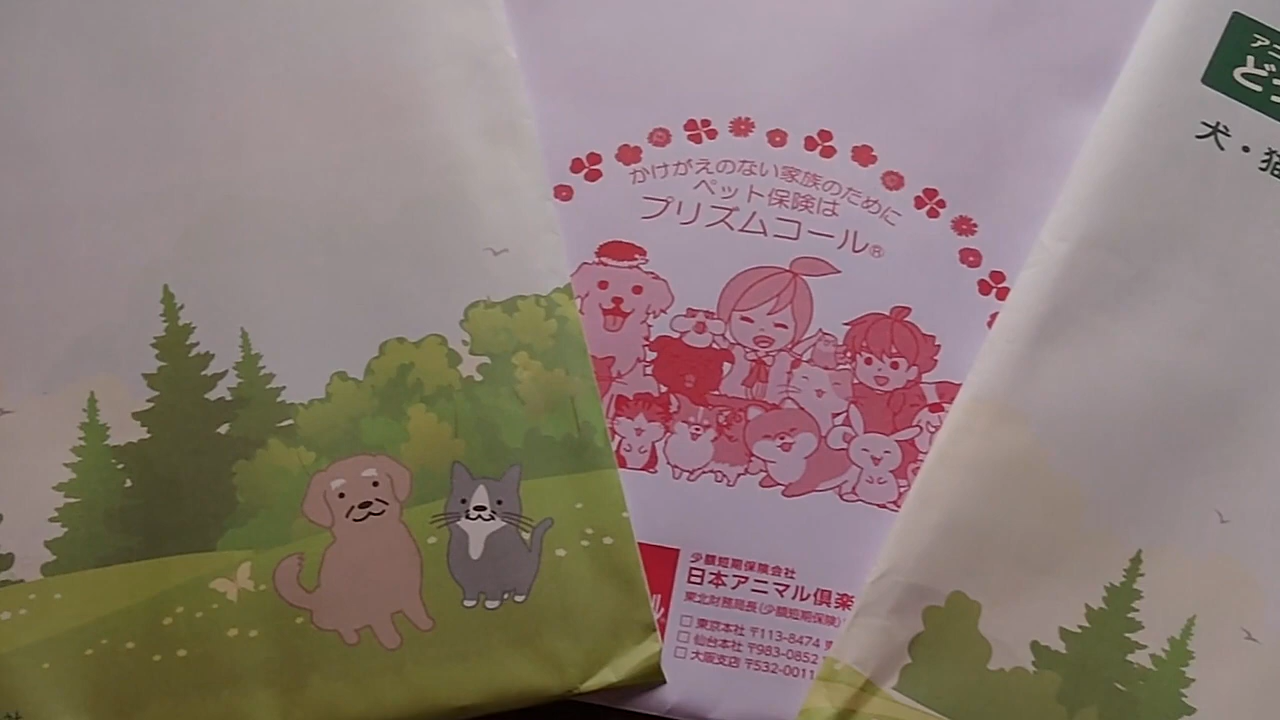 かけがえのない家族のために
ペット保険は
プリズムコール®
少額短期保険会社
日本アニマル倶楽
東北財務局長(少額短期保険)
□ 東京本社 〒113-8474
□ 仙台本社 〒983-0852
□ 大阪支店 〒532-0011
アニ
ど
犬・猫
社